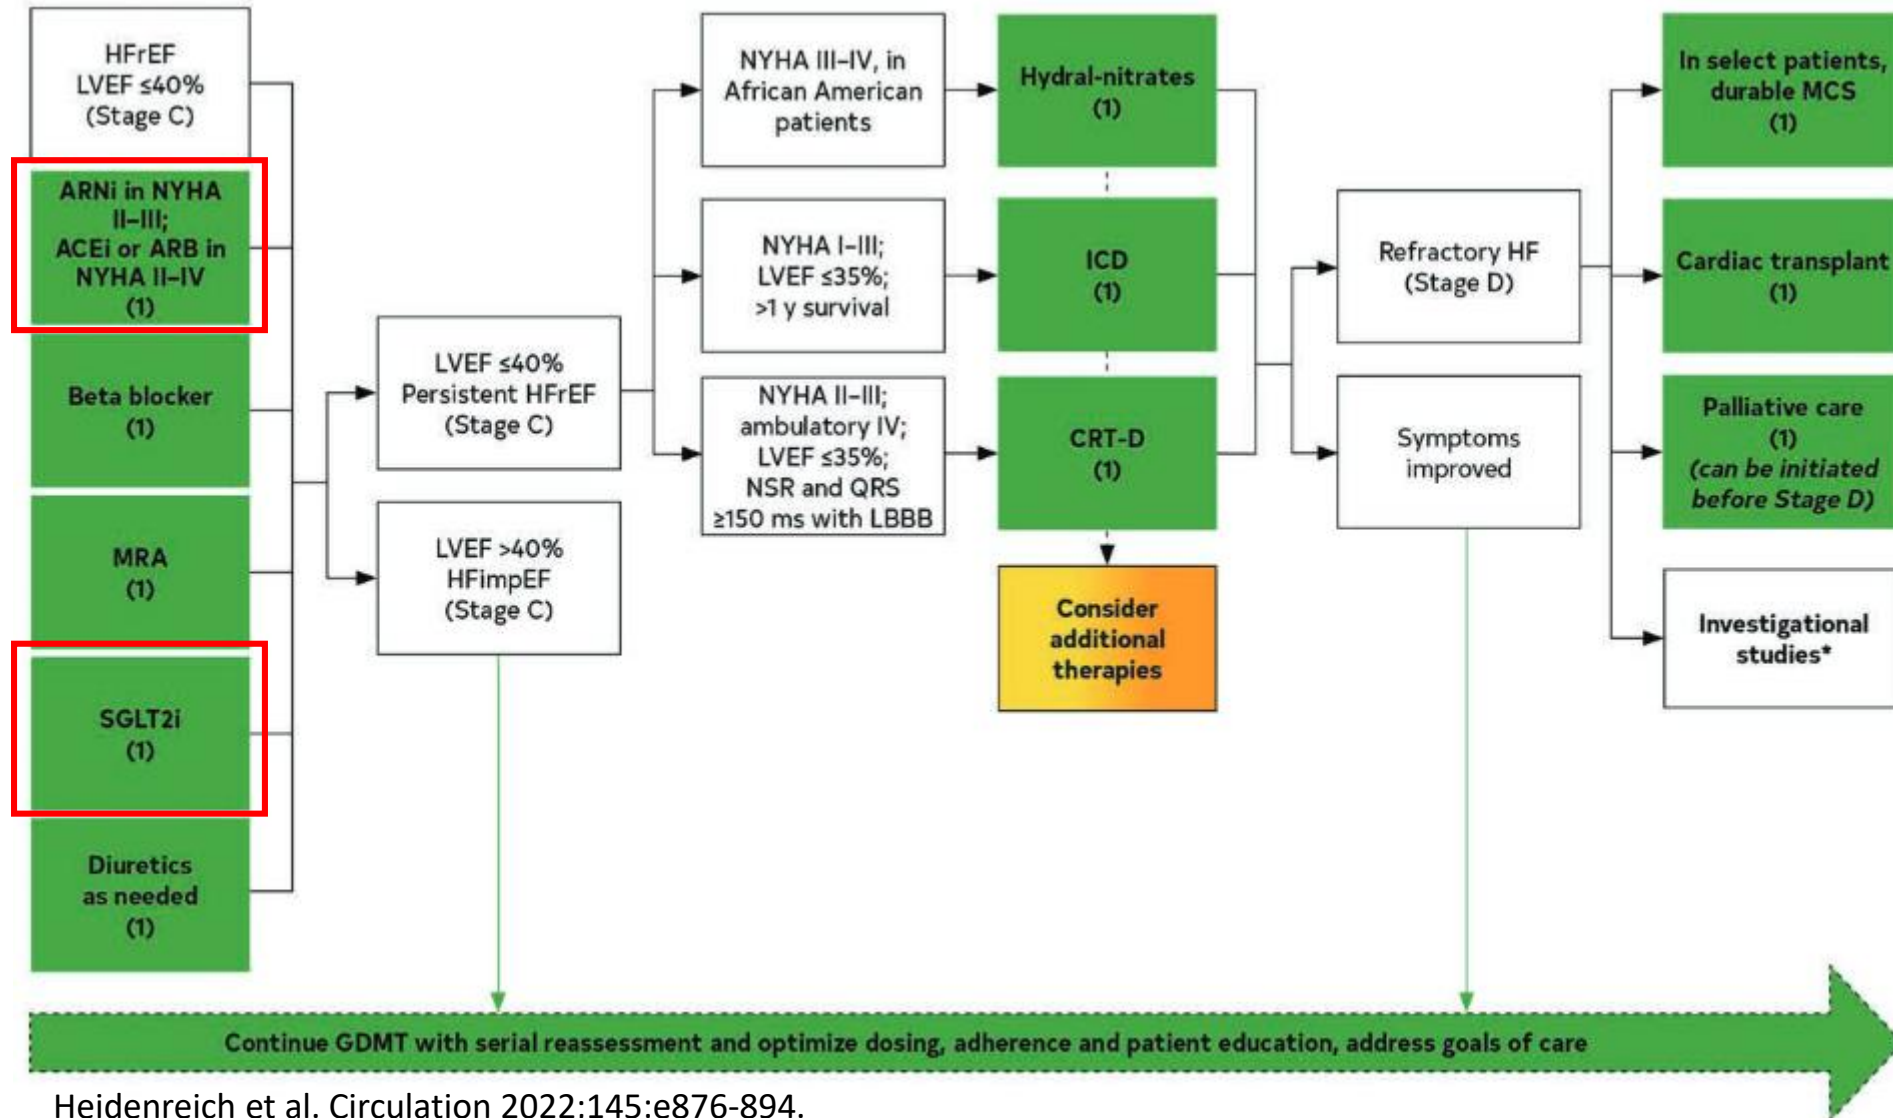 HFrEF
LVEF ≤40%
(Stage C)
ARNi in NYHA
II–III;
ACEi or ARB in
NYHA II–IV
(1)
Beta blocker
(1)
MRA
(1)
SGLT2i
(1)
Diuretics
as needed
(1)
LVEF ≤40%
Persistent HFrEF
(Stage C)
LVEF >40%
HFimpEF
(Stage C)
NYHA III–IV, in
African American
patients
NYHA I–III;
LVEF ≤35%;
>1 y survival
NYHA II–III;
ambulatory IV;
LVEF ≤35%;
NSR and QRS
≥150 ms with LBBB
Hydral-nitrates
(1)
ICD
(1)
CRT-D
(1)
Consider
additional
therapies
Refractory HF
(Stage D)
Symptoms
improved
In select patients,
durable MCS
(1)
Cardiac transplant
(1)
Palliative care
(1)
(can be initiated
before Stage D)
Investigational
studies*
Continue GDMT with serial reassessment and optimize dosing, adherence and patient education, address goals of care
Heidenreich et al. Circulation 2022;145:e876-894.